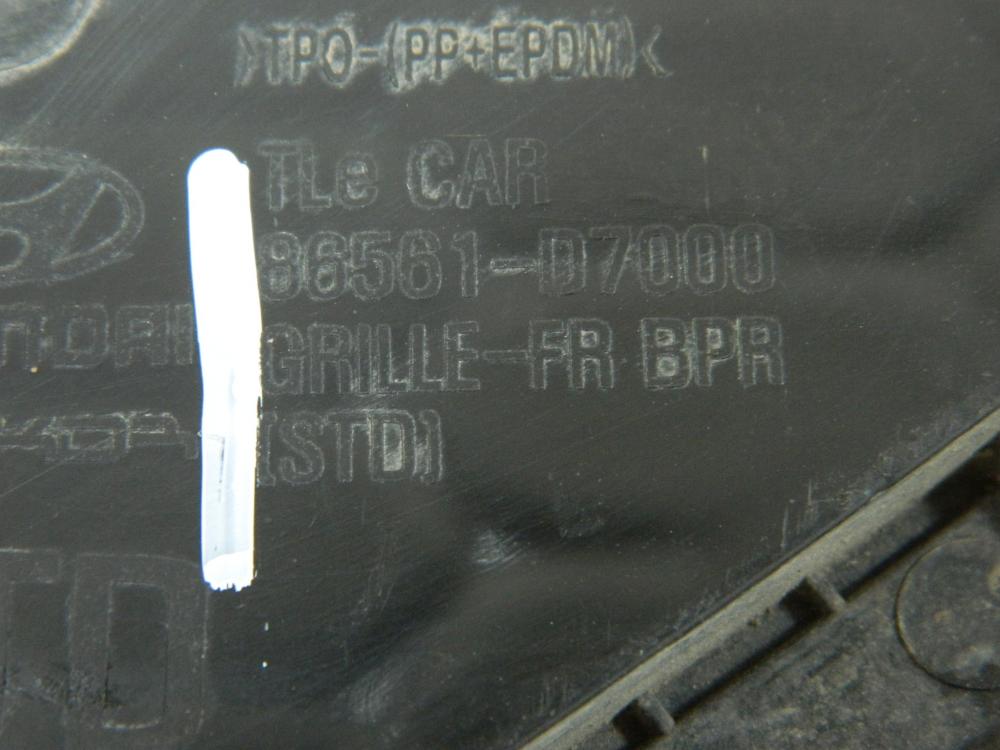 >TPO-(PP+EPDM)<
TLe CAR
86561-D7000
GRILLE-FR BPR
(STD)